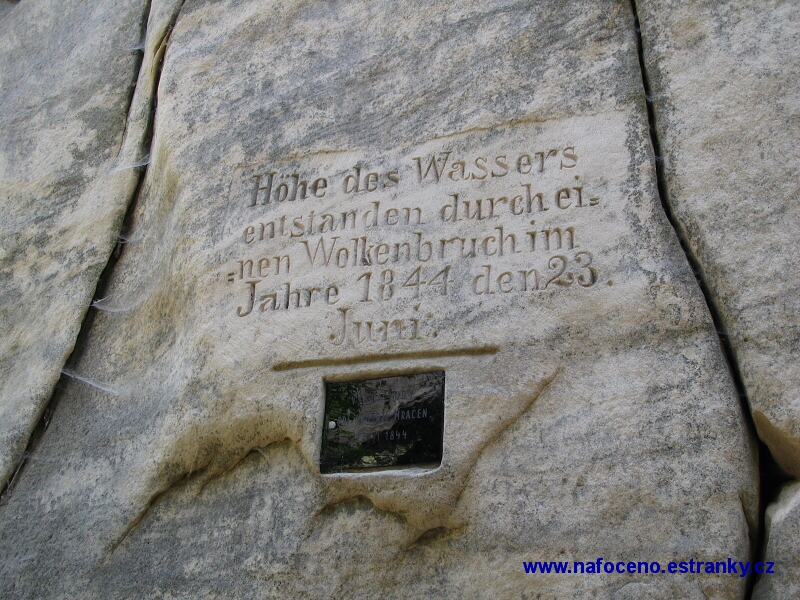 Höhe des Wassers
entstanden durch ei=
=nen Wolkenbruch im
Jahre 1844 den 23.
Juni.
MRAČEN
1844
www.nafoceno.estranky.cz